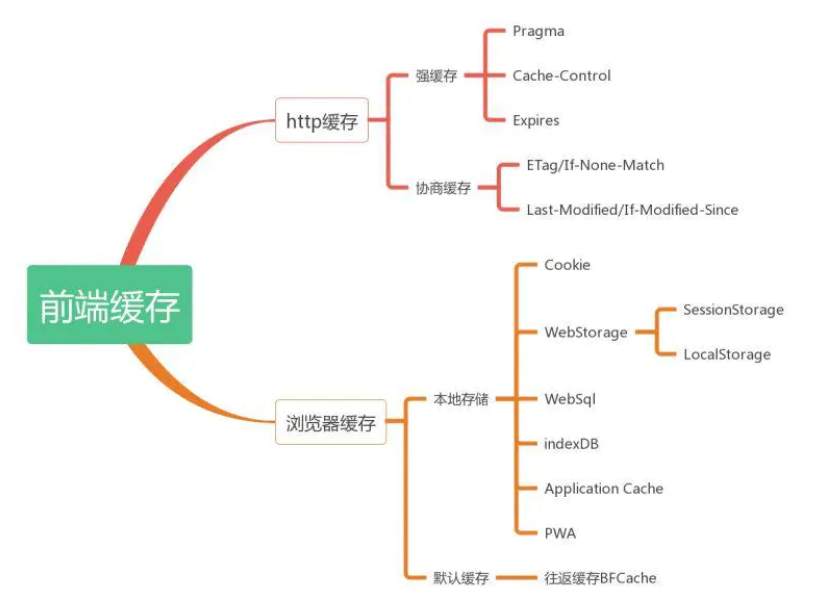 前端缓存
http缓存
强缓存
Pragma
Cache-Control
Expires
协商缓存
ETag/If-None-Match
Last-Modified/If-Modified-Since
浏览器缓存
本地存储
Cookie
WebStorage
SessionStorage
LocalStorage
WebSql
indexDB
Application Cache
PWA
默认缓存
往返缓存BFCache